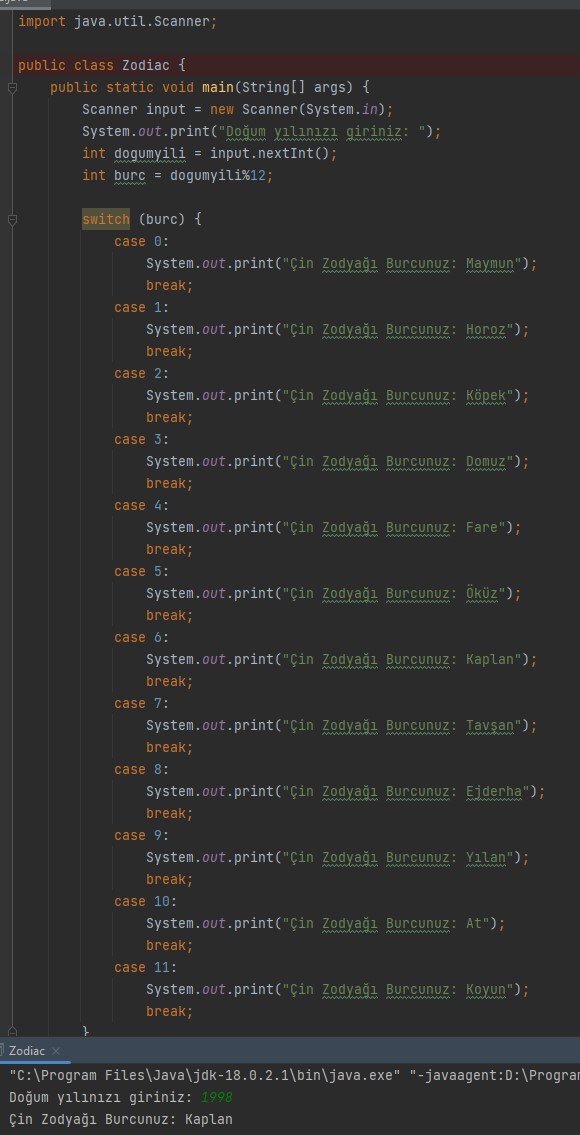 import java.util.Scanner;
public class Zodiac {
public static void main(String[] args) {
Scanner input = new Scanner(System.in);
System.out.print("Doğum yılınızı giriniz: ");
int dogumyili = input.nextInt();
int burc = dogumyili%12;
switch (burc) {
case 0:
System.out.print("Çin Zodyağı Burcunuz: Maymun");
break;
case 1:
System.out.print("Çin Zodyağı Burcunuz: Horoz");
break;
case 2:
System.out.print("Çin Zodyağı Burcunuz: Köpek");
break;
case 3:
System.out.print("Çin Zodyağı Burcunuz: Domuz");
break;
case 4:
System.out.print("Çin Zodyağı Burcunuz: Fare");
break;
case 5:
System.out.print("Çin Zodyağı Burcunuz: Öküz");
break;
case 6:
System.out.print("Çin Zodyağı Burcunuz: Kaplan");
break;
case 7:
System.out.print("Çin Zodyağı Burcunuz: Tavşan");
break;
case 8:
System.out.print("Çin Zodyağı Burcunuz: Ejderha");
break;
case 9:
System.out.print("Çin Zodyağı Burcunuz: Yılan");
break;
case 10:
System.out.print("Çin Zodyağı Burcunuz: At");
break;
case 11:
System.out.print("Çin Zodyağı Burcunuz: Koyun");
break;
}
Zodiac ×
"C:\Program Files\Java\jdk-18.0.2.1\bin\java.exe" "-javaagent:D:\Program
Doğum yılınızı giriniz: 1998
Çin Zodyağı Burcunuz: Kaplan